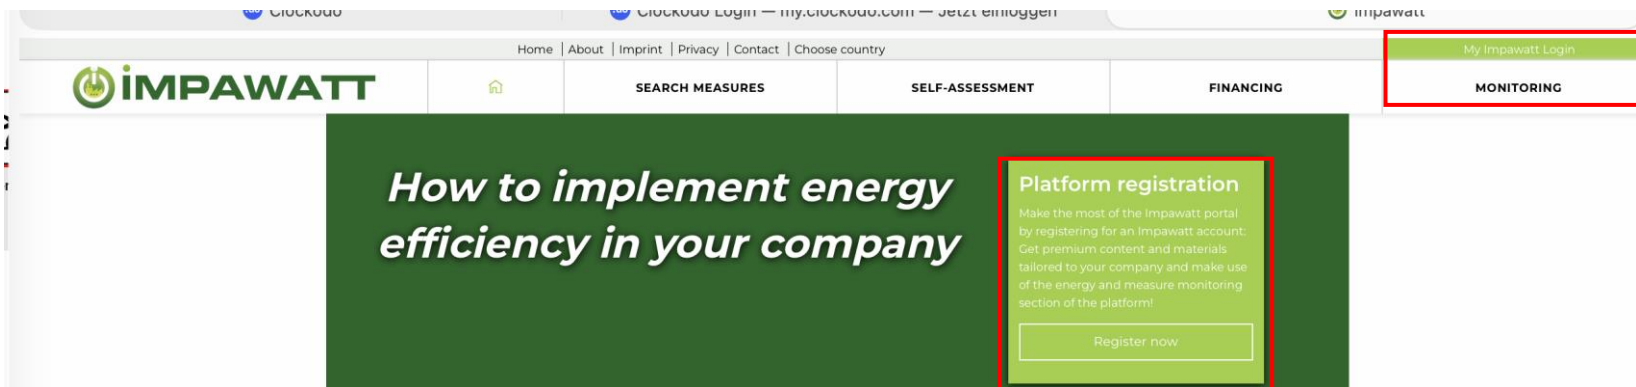 Clockodo
Clockodo Login — my.clockodo.com — Jetzt einloggen
Impawatt
Home | About | Imprint | Privacy | Contact | Choose country
My Impawatt Login
iMPAWATT
SEARCH MEASURES
SELF-ASSESSMENT
FINANCING
MONITORING
How to implement energy
efficiency in your company
Platform registration
Make the most of the Impawatt portal
by registering for an Impawatt account:
Get premium content and materials
tailored to your company and make use
of the energy and measure monitoring
section of the platform!
Register now